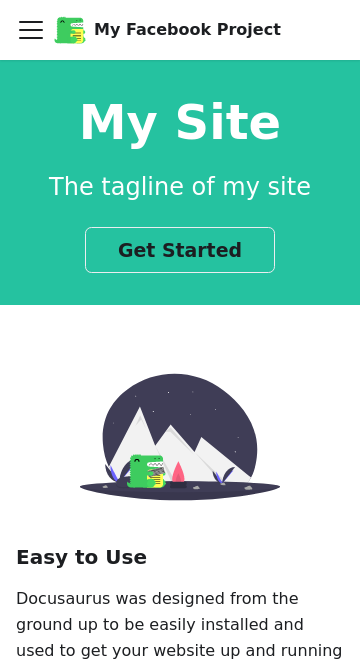 My Facebook Project
My Site
The tagline of my site
Get Started
Easy to Use
Docusaurus was designed from the
ground up to be easily installed and
used to get your website up and running